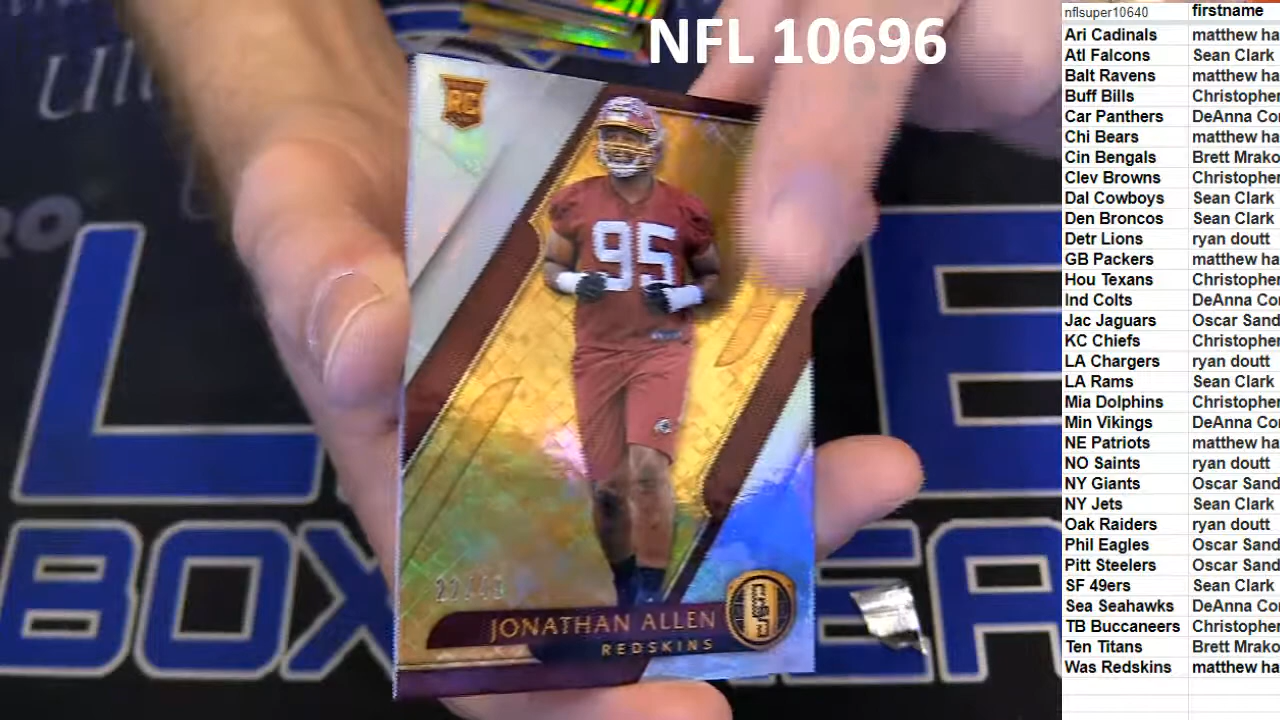 NFL 10696
RC
95
22/49
JONATHAN ALLEN
REDSKINS
BOX
nflsuper10640 firstname
Ari Cadinals matthew ha
Atl Falcons Sean Clark
Balt Ravens matthew ha
Buff Bills Christopher
Car Panthers DeAnna Co
Chi Bears matthew ha
Cin Bengals Brett Mrako
Clev Browns Christopher
Dal Cowboys Sean Clark
Den Broncos Sean Clark
Detr Lions ryan doutt
GB Packers matthew ha
Hou Texans Christopher
Ind Colts DeAnna Co
Jac Jaguars Oscar Sand
KC Chiefs Christopher
LA Chargers ryan doutt
LA Rams Sean Clark
Mia Dolphins Christopher
Min Vikings DeAnna Co
NE Patriots matthew ha
NO Saints ryan doutt
NY Giants Oscar Sand
NY Jets Sean Clark
Oak Raiders ryan doutt
Phil Eagles Oscar Sand
Pitt Steelers Oscar Sand
SF 49ers Sean Clark
Sea Seahawks DeAnna Co
TB Buccaneers Christopher
Ten Titans Brett Mrako
Was Redskins matthew ha